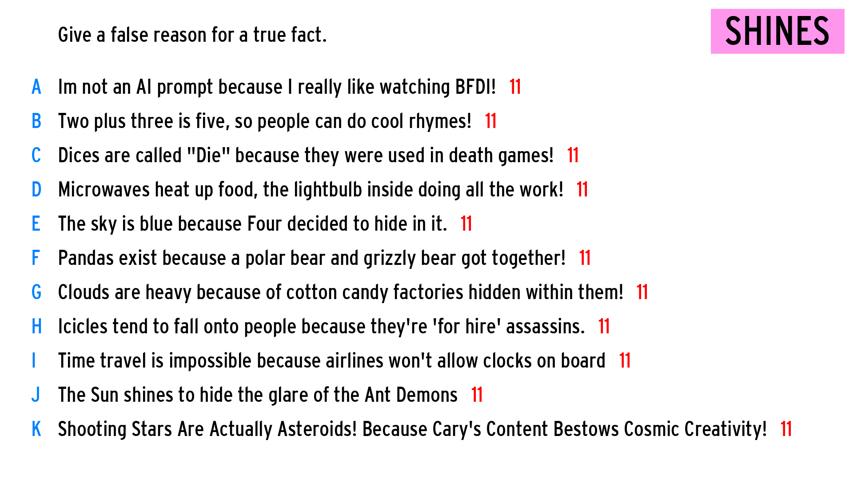 Give a false reason for a true fact.
SHINES
A Im not an AI prompt because I really like watching BFDI! 11
B Two plus three is five, so people can do cool rhymes! 11
C Dices are called "Die" because they were used in death games! 11
D Microwaves heat up food, the lightbulb inside doing all the work! 11
E The sky is blue because Four decided to hide in it. 11
F Pandas exist because a polar bear and grizzly bear got together! 11
G Clouds are heavy because of cotton candy factories hidden within them! 11
H Icicles tend to fall onto people because they're 'for hire' assassins. 11
I Time travel is impossible because airlines won't allow clocks on board 11
J The Sun shines to hide the glare of the Ant Demons 11
K Shooting Stars Are Actually Asteroids! Because Cary's Content Bestows Cosmic Creativity! 11